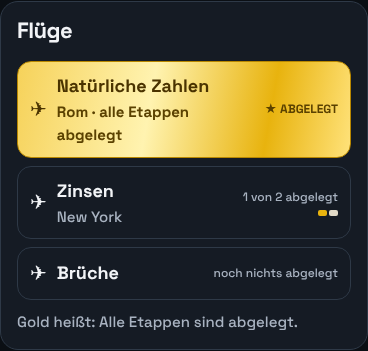 Flüge
Natürliche Zahlen
Rom · alle Etappen
abgelegt
★ ABGELEGT
Zinsen
New York
1 von 2 abgelegt
Brüche
noch nichts abgelegt
Gold heißt: Alle Etappen sind abgelegt.